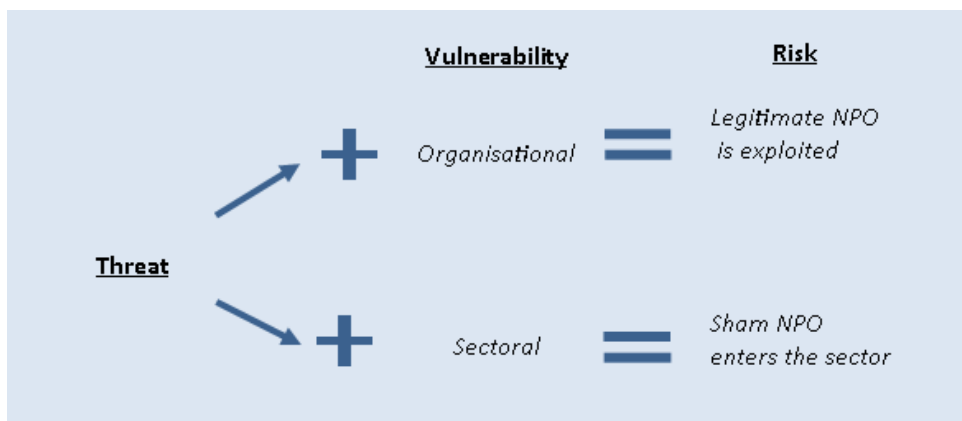 Vulnerability
Risk
Organisational
Legitimate NPO
is exploited
Threat
Sectoral
Sham NPO
enters the sector